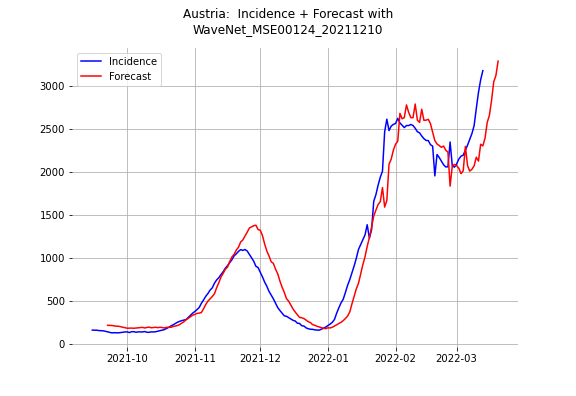 Austria:  Incidence + Forecast with
WaveNet_MSE00124_20211210
Incidence
Forecast
3000
2500
2000
1500
1000
500
0
2021-10 2021-11 2021-12 2022-01 2022-02 2022-03